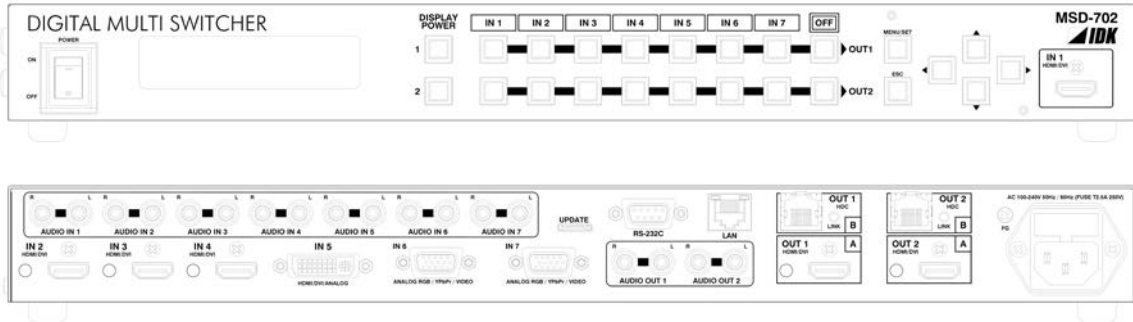 DIGITAL MULTI SWITCHER
POWER
ON
OFF
DISPLAY
POWER
1
2
IN 1
IN 2
IN 3
IN 4
IN 5
IN 6
IN 7
OFF
OUT1
OUT2
MENU/SET
ESC
MSD-702
IDK
IN 1
HDMI/DVI
R L
R L
R L
R L
R L
R L
R L
AUDIO IN 1
AUDIO IN 2
AUDIO IN 3
AUDIO IN 4
AUDIO IN 5
AUDIO IN 6
AUDIO IN 7
UPDATE
RS-232C
LAN
OUT 1
HDC
LINK
B
OUT 2
HDC
LINK
B
AC 100-240V 50Hz / 60Hz (FUSE T2.5A 250V)
FG
IN 2
HDMI/DVI
IN 3
HDMI/DVI
IN 4
HDMI/DVI
IN 5
HDMI/DVI/ANALOG
IN 6
ANALOG RGB / YPbPr / VIDEO
IN 7
ANALOG RGB / YPbPr / VIDEO
R L
R L
AUDIO OUT 1
AUDIO OUT 2
OUT 1
HDMI/DVI
A
OUT 2
HDMI/DVI
A